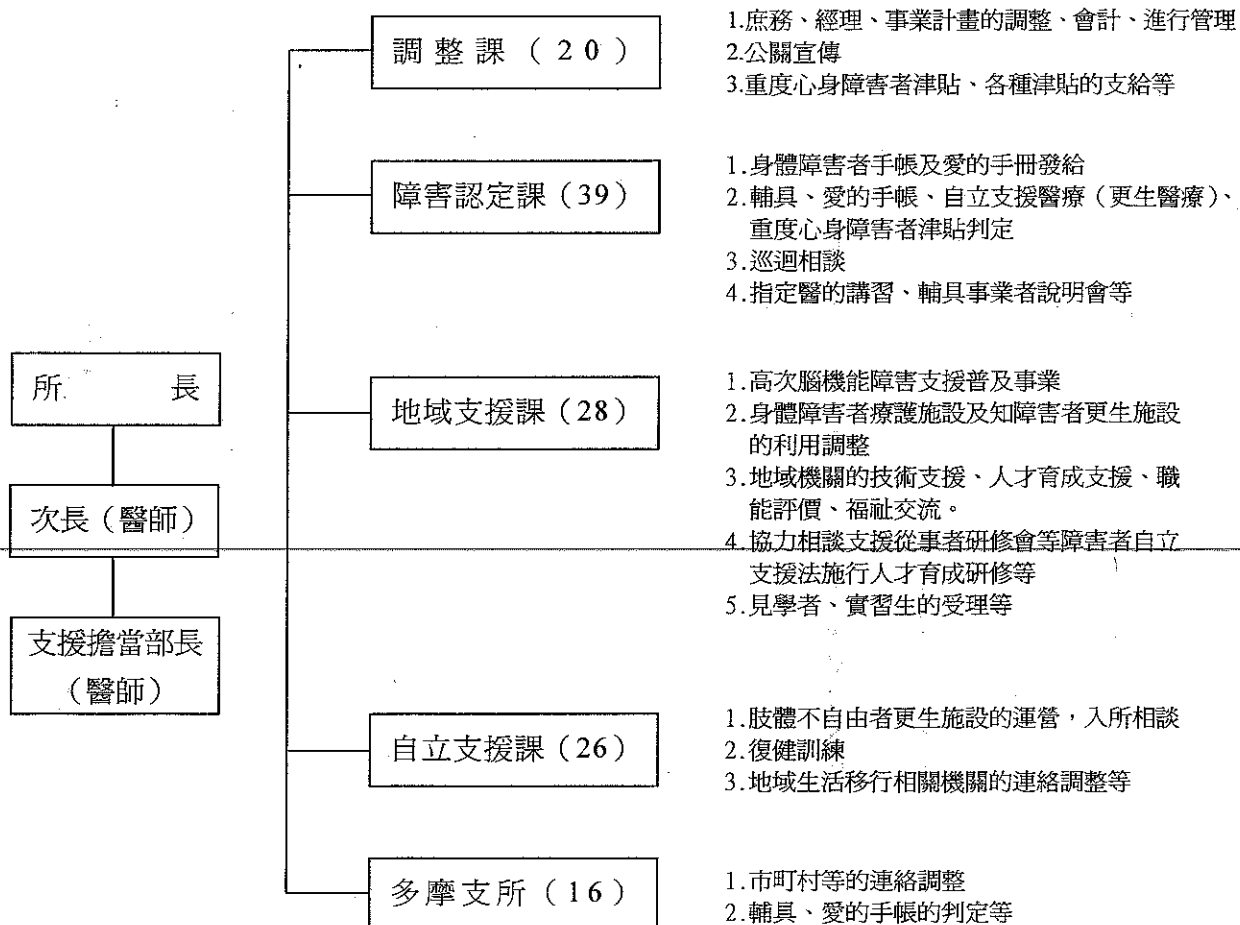 調整課（20）
1.庶務、經理、事業計畫的調整、會計、進行管理
2.公關宣傳
3.重度心身障害者津貼、各種津貼的支給等
障害認定課（39）
1.身體障害者手帳及愛的手冊發給
2.輔具、愛的手帳、自立支援醫療（更生醫療）、
重度心身障害者津貼判定
3.巡迴相談
4.指定醫的講習、輔具事業者說明會等
所 長
次長（醫師）
支援擔當部長
（醫師）
地域支援課（28）
1.高次腦機能障害支援普及事業
2.身體障害者療護施設及知障害者更生施設
的利用調整
3.地域機關的技術支援、人才育成支援、職
能評價、福祉交流。
4.協力相談支援從事者研修會等障害者自立
支援法施行人才育成研修等
5.見學者、實習生的受理等
自立支援課（26）
1.肢體不自由者更生施設的運營，入所相談
2.復健訓練
3.地域生活移行相關機關的連絡調整等
多摩支所（16）
1.市町村等的連絡調整
2.輔具、愛的手帳的判定等